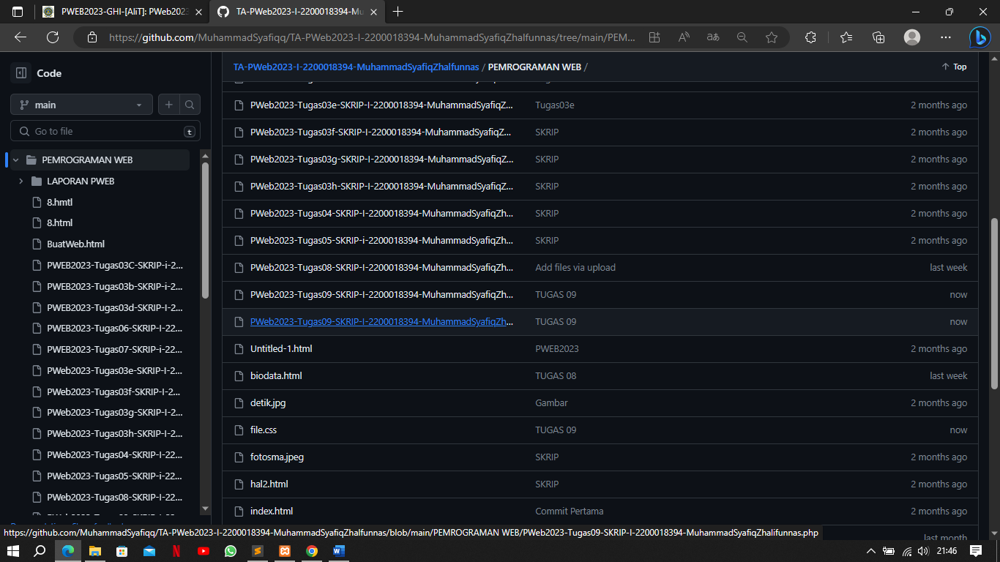 PWEB2023-GHI-[AliT]: PWeb2023
TA-PWeb2023-I-2200018394-Mu
https://github.com/MuhammadSyafiqq/TA-PWeb2023-I-2200018394-MuhammadSyafiqZhalfunnas/tree/main/PEM...
Code
main
Go to file
t
PEMROGRAMAN WEB
LAPORAN PWEB
8.hmtl
8.html
BuatWeb.html
PWEB2023-Tugas03C-SKRIP-i-2...
PWEB2023-Tugas03b-SKRIP-i-2...
PWEB2023-Tugas03d-SKRIP-I-2...
PWEB2023-Tugas06-SKRIP-I-22...
PWEB2023-Tugas07-SKRIP-i-22...
PWeb2023-Tugas03e-SKRIP-I-2...
PWeb2023-Tugas03f-SKRIP-I-2...
PWeb2023-Tugas03g-SKRIP-I-2...
PWeb2023-Tugas03h-SKRIP-I-2...
PWeb2023-Tugas04-SKRIP-I-22...
PWeb2023-Tugas05-SKRIP-i-22...
PWeb2023-Tugas08-SKRIP-I-22...
TA-PWeb2023-I-2200018394-MuhammadSyafiqZhalfunnas / PEMROGRAMAN WEB /
Top
PWeb2023-Tugas03e-SKRIP-I-2200018394-MuhammadSyafiqZ... Tugas03e 2 months ago
PWeb2023-Tugas03f-SKRIP-I-2200018394-MuhammadSyafiqZ... SKRIP 2 months ago
PWeb2023-Tugas03g-SKRIP-I-2200018394-MuhammadSyafiqZ... SKRIP 2 months ago
PWeb2023-Tugas03h-SKRIP-I-2200018394-MuhammadSyafiqZ... SKRIP 2 months ago
PWeb2023-Tugas04-SKRIP-I-2200018394-MuhammadSyafiqZh... SKRIP 2 months ago
PWeb2023-Tugas05-SKRIP-i-2200018394-MuhammadSyafiqZh... SKRIP 2 months ago
PWeb2023-Tugas08-SKRIP-I-2200018394-MuhammadSyafiqZh... Add files via upload last week
PWeb2023-Tugas09-SKRIP-I-2200018394-MuhammadSyafiqZh... TUGAS 09 now
PWeb2023-Tugas09-SKRIP-I-2200018394-MuhammadSyafiqZh... TUGAS 09 now
Untitled-1.html PWEB2023 2 months ago
biodata.html TUGAS 08 last week
detik.jpg Gambar 2 months ago
file.css TUGAS 09 now
fotosma.jpeg SKRIP 2 months ago
hal2.html SKRIP 2 months ago
index.html Commit Pertama 2 months ago
last month
https://github.com/MuhammadSyafiqq/TA-PWeb2023-I-2200018394-MuhammadSyafiqZhalfunnas/blob/main/PEMROGRAMAN WEB/PWeb2023-Tugas09-SKRIP-I-2200018394-MuhammadSyafiqZhalifunnas.php
21:46